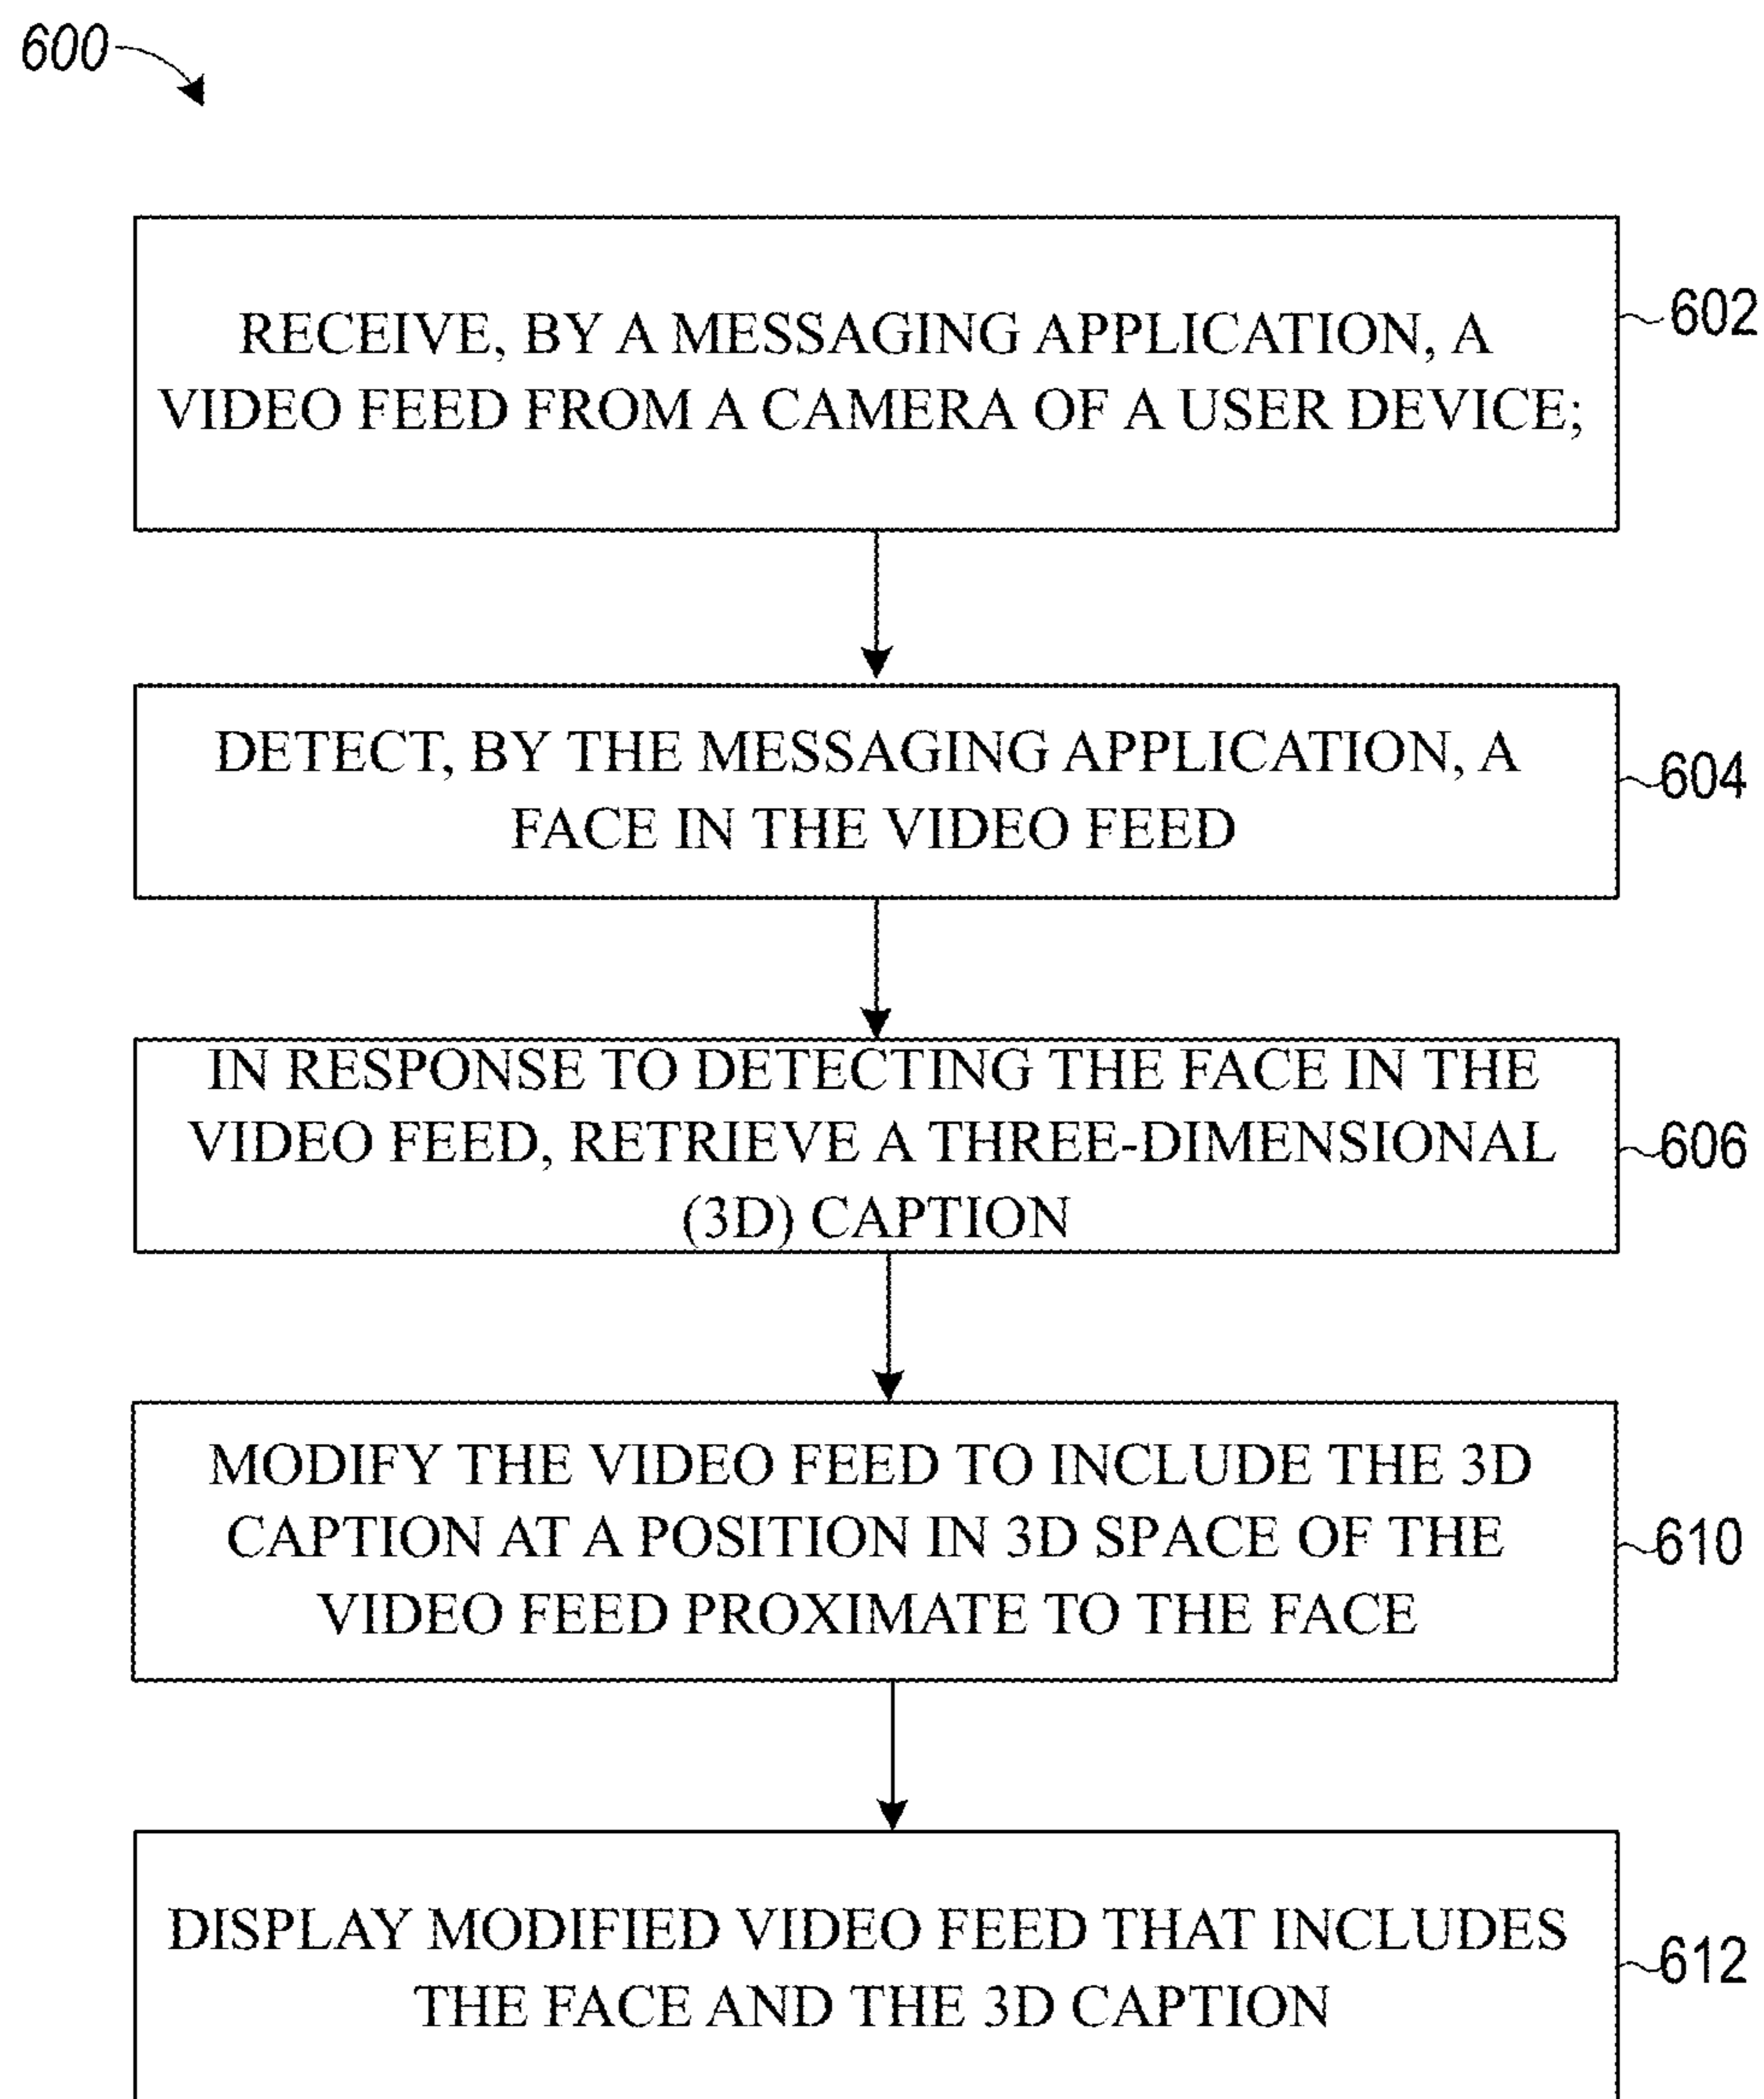 600
RECEIVE, BY A MESSAGING APPLICATION, A
VIDEO FEED FROM A CAMERA OF A USER DEVICE;
602
DETECT, BY THE MESSAGING APPLICATION, A
FACE IN THE VIDEO FEED
604
IN RESPONSE TO DETECTING THE FACE IN THE
VIDEO FEED, RETRIEVE A THREE-DIMENSIONAL
(3D) CAPTION
606
MODIFY THE VIDEO FEED TO INCLUDE THE 3D
CAPTION AT A POSITION IN 3D SPACE OF THE
VIDEO FEED PROXIMATE TO THE FACE
610
DISPLAY MODIFIED VIDEO FEED THAT INCLUDES
THE FACE AND THE 3D CAPTION
612